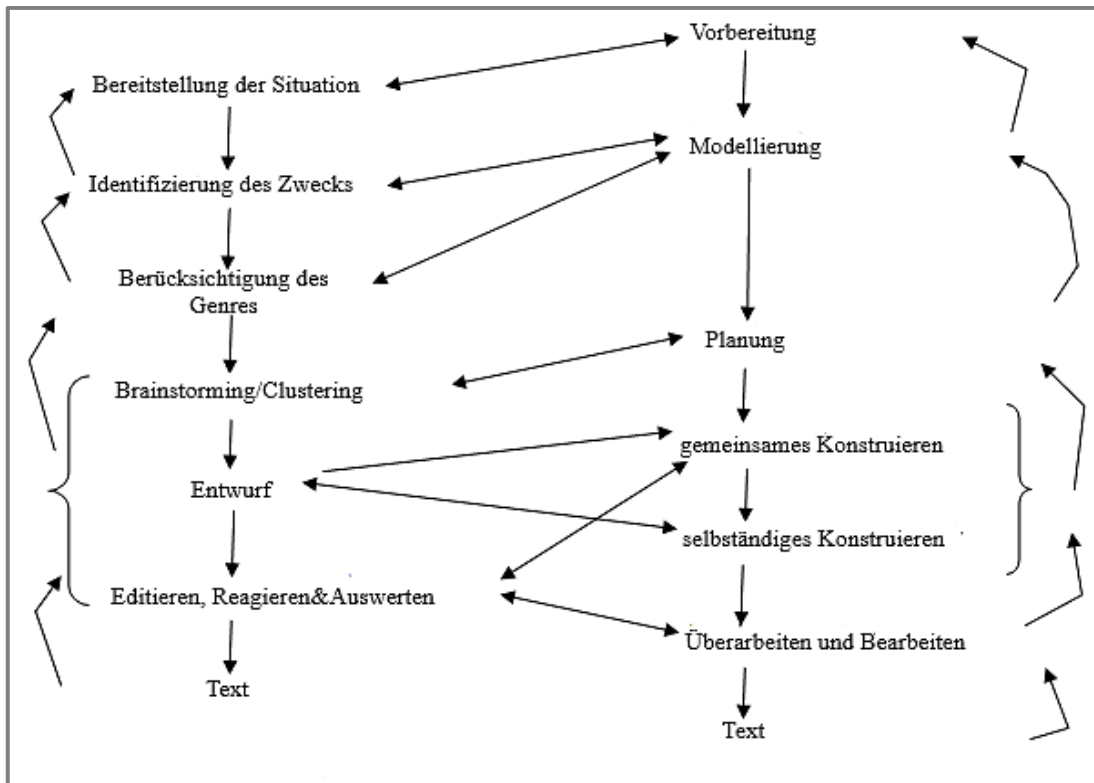 Vorbereitung
Bereitstellung der Situation
Modellierung
Identifizierung des Zwecks
Berücksichtigung des
Genres
Planung
Brainstorming/Clustering
gemeinsames Konstruieren
Entwurf
selbständiges Konstruieren
Editieren, Reagieren&Auswerten
Überarbeiten und Bearbeiten
Text
Text